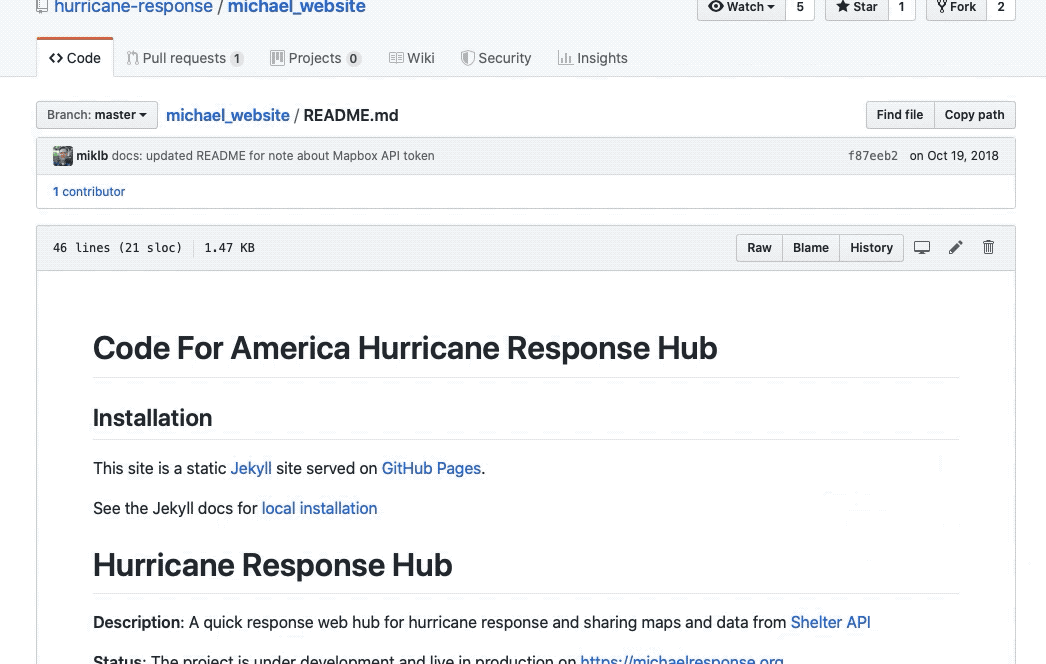 hurricane-response / michael_website
Watch 5 Star 1 Fork 2
Code Pull requests 1 Projects 0 Wiki Security Insights
Branch: master michael_website / README.md Find file Copy path
miklb docs: updated README for note about Mapbox API token f87eeb2 on Oct 19, 2018
1 contributor
46 lines (21 sloc) 1.47 KB Raw Blame History
Code For America Hurricane Response Hub
Installation
This site is a static Jekyll site served on GitHub Pages.
See the Jekyll docs for local installation
Hurricane Response Hub
Description: A quick response web hub for hurricane response and sharing maps and data from Shelter API
Status: The project is under development and live in production on https://michaelresponse.org